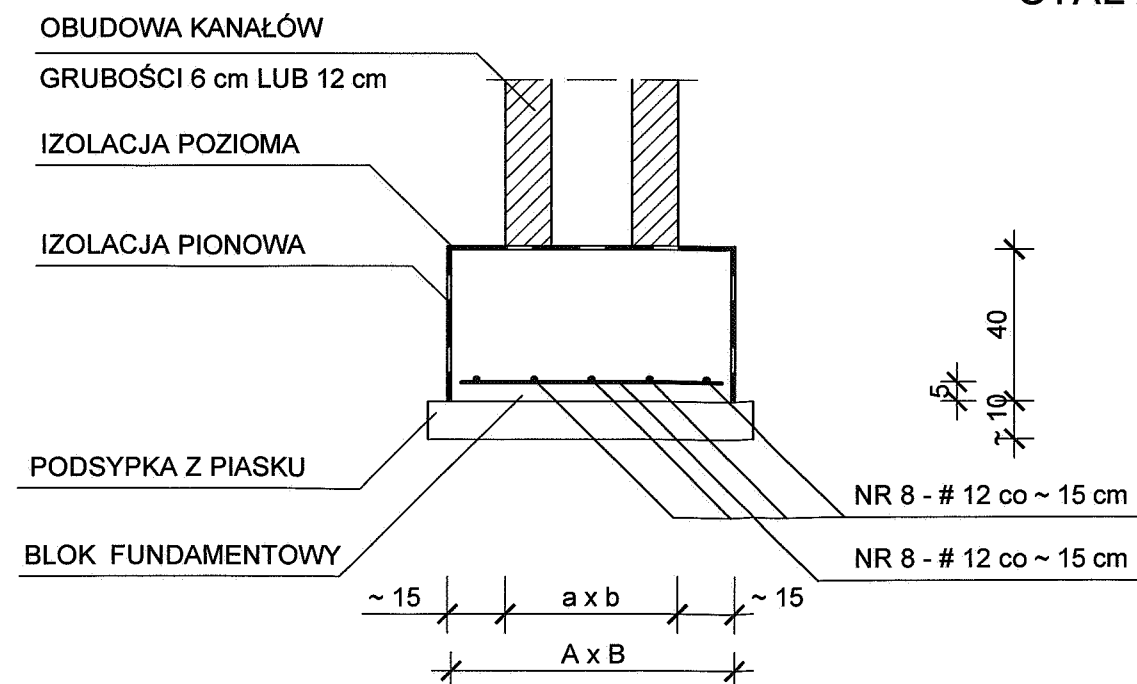 OBUDOWA KANAŁÓW
GRUBOŚCI 6 cm LUB 12 cm
IZOLACJA POZIOMA
IZOLACJA PIONOWA
40
5
~ 10
PODSYPKA Z PIASKU
NR 8 - # 12 co ~ 15 cm
BLOK FUNDAMENTOWY
NR 8 - # 12 co ~ 15 cm
~ 15
a x b
~ 15
A x B